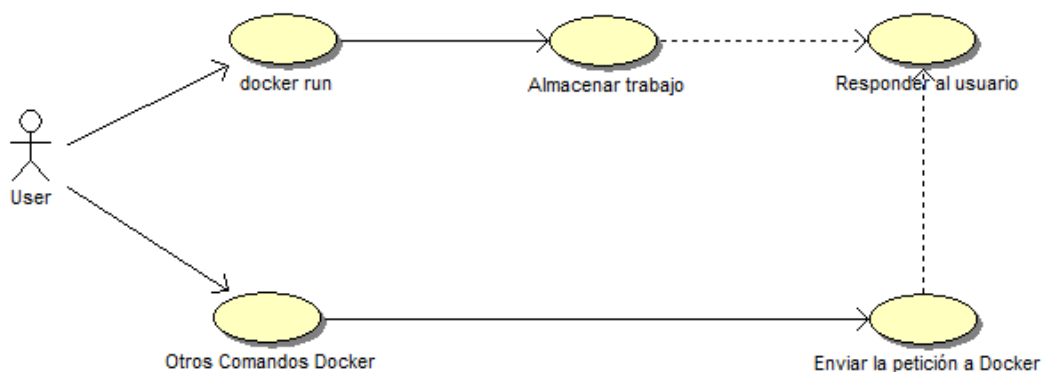 docker run
Almacenar trabajo
Responder al usuario
User
Otros Comandos Docker
Enviar la petición a Docker